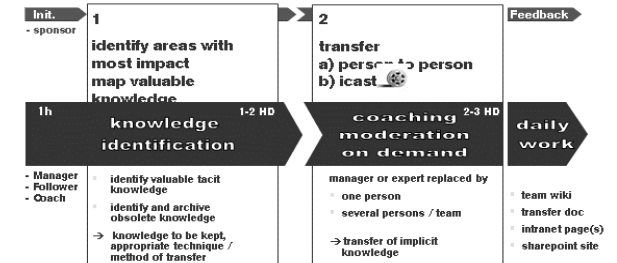 Init.
- sponsor
1
identify areas with
most impact
map valuable
knowledge
2
transfer
a) person to person
b) icast
Feedback
1h
1-2 HD
knowledge
identification
2-3 HD
coaching
moderation
on demand
daily
work
- Manager
- Follower
- Coach
identify valuable tacit
knowledge
identify and archive
obsolete knowledge
→ knowledge to be kept,
appropriate technique /
method of transfer
manager or expert replaced by
one person
several persons / team
→ transfer of implicit
knowledge
team wiki
transfer doc
intranet page(s)
sharepoint site